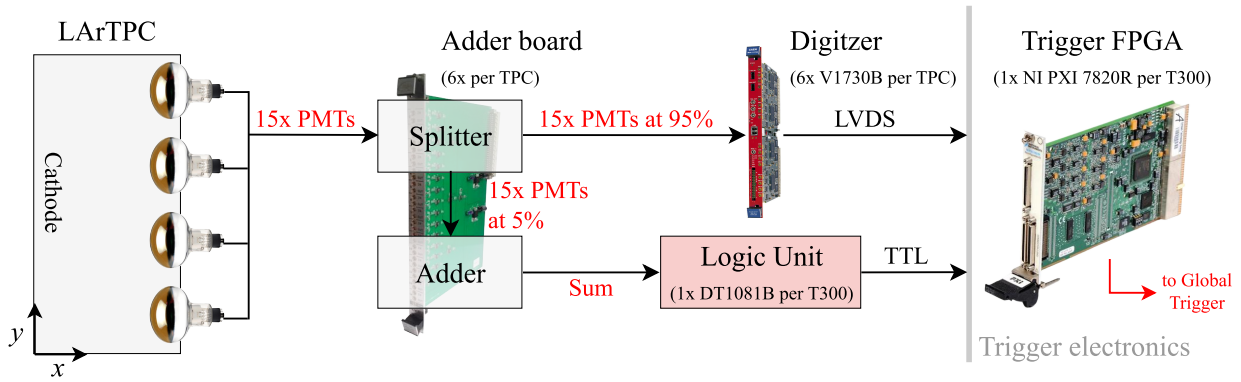 LArTPC
Cathode
y
x
15x PMTs
Adder board
(6x per TPC)
Splitter
15x PMTs at 95%
15x PMTs
at 5%
Adder
Sum
Digitzer
(6x V1730B per TPC)
LVDS
Logic Unit
(1x DT1081B per T300)
TTL
Trigger FPGA
(1x NI PXI 7820R per T300)
to Global
Trigger
Trigger electronics